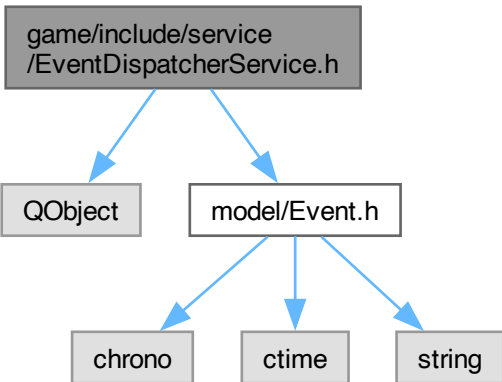 game/include/service
/EventDispatcherService.h
QObject
model/Event.h
chrono
ctime
string